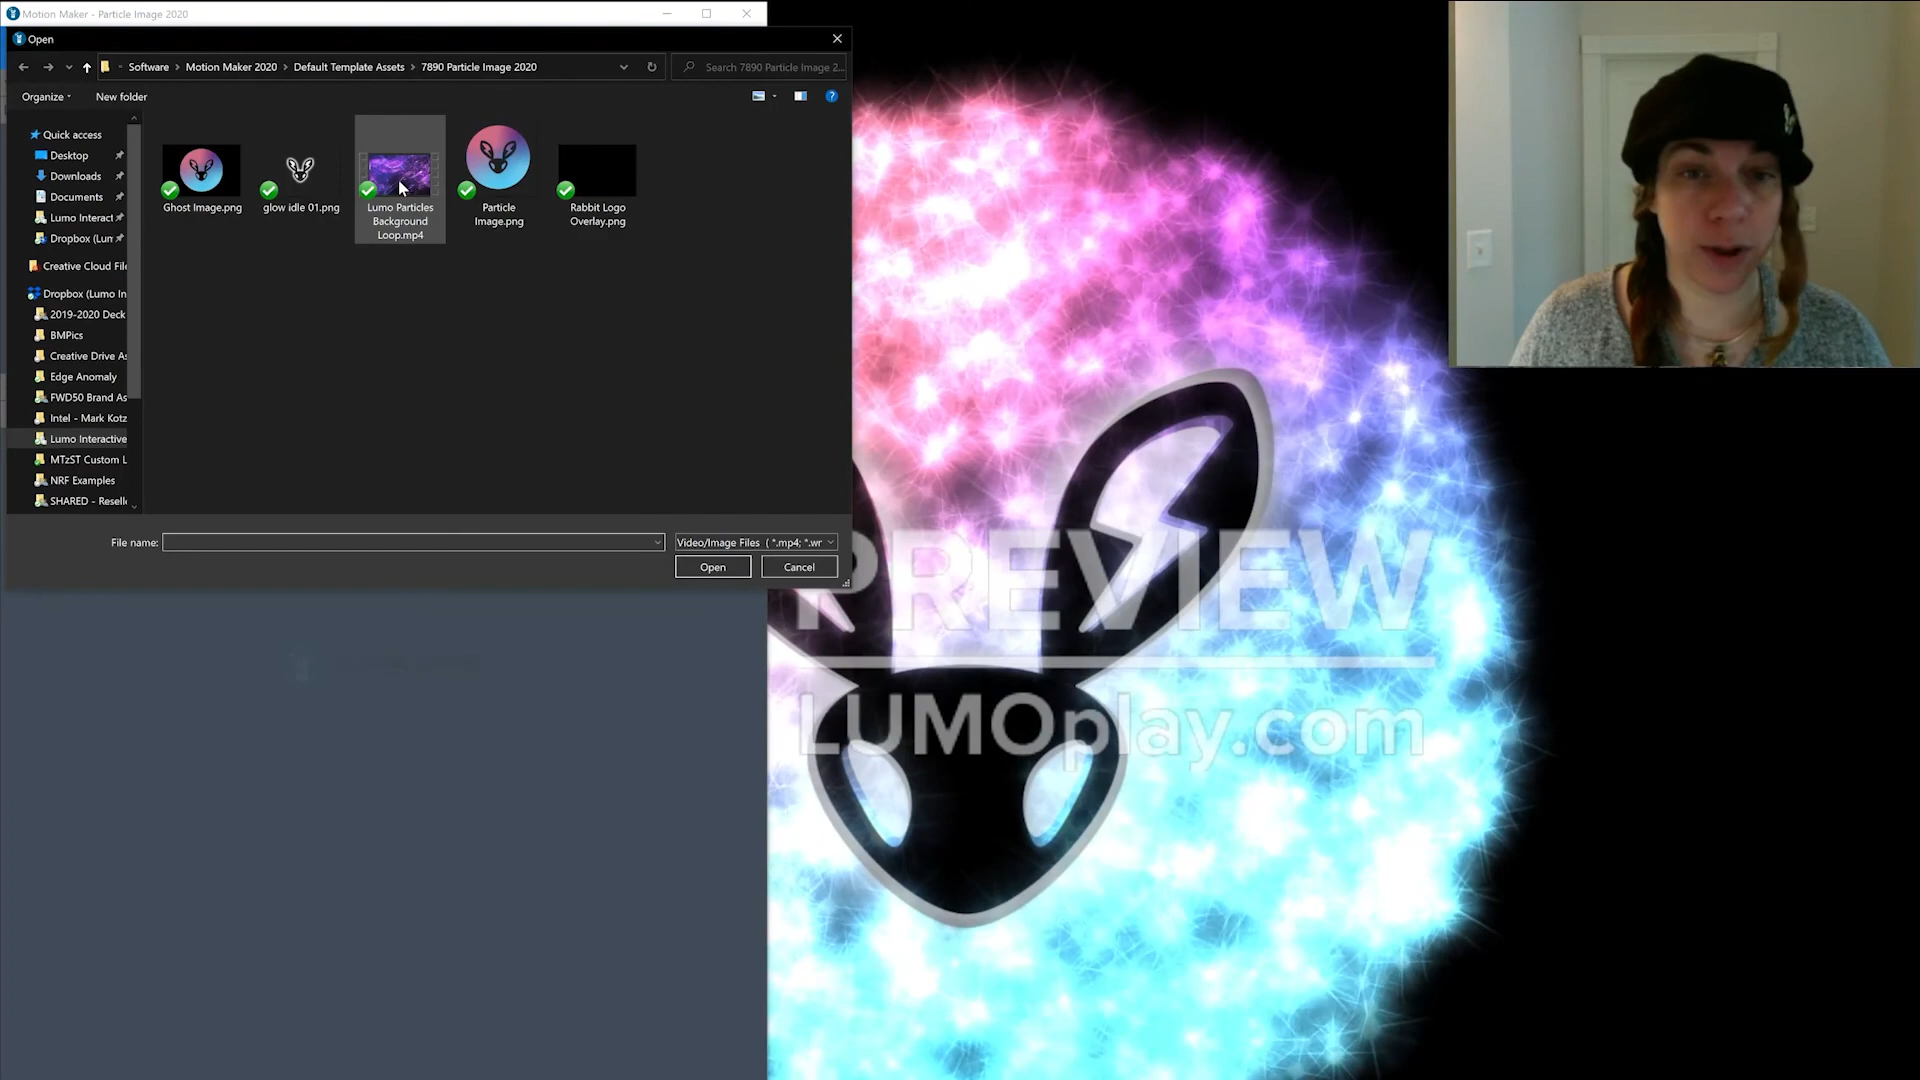 Motion Maker - Particle Image 2020
Open
Software > Motion Maker 2020 > Default Template Assets > 7890 Particle Image 2020
Search 7890 Particle Image 2...
Organize
New folder
Quick access
Desktop
Downloads
Documents
Lumo Interact
Dropbox (Lum
Creative Cloud File
Dropbox (Lumo In
2019-2020 Deck
BMPics
Creative Drive As
Edge Anomaly
FWD50 Brand As
Intel - Mark Kotz
Lumo Interactive
MTzST Custom L
NRF Examples
SHARED - Reselle
Ghost Image.png
glow idle 01.png
Lumo Particles
Background
Loop.mp4
Particle
Image.png
Rabbit Logo
Overlay.png
File name:
Video/Image Files ( *.mp4; *.wr
Open
Cancel
PREVIEW
LUMOplay.com